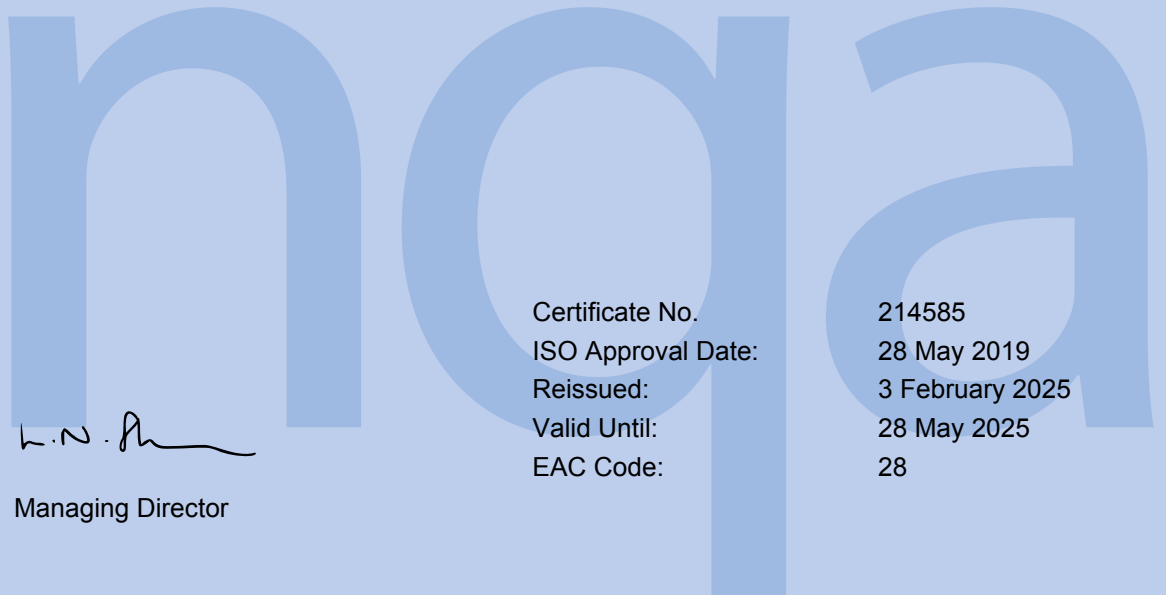 nqa
Certificate No. 214585
ISO Approval Date: 28 May 2019
Reissued: 3 February 2025
Valid Until: 28 May 2025
EAC Code: 28
L.N.
Managing Director